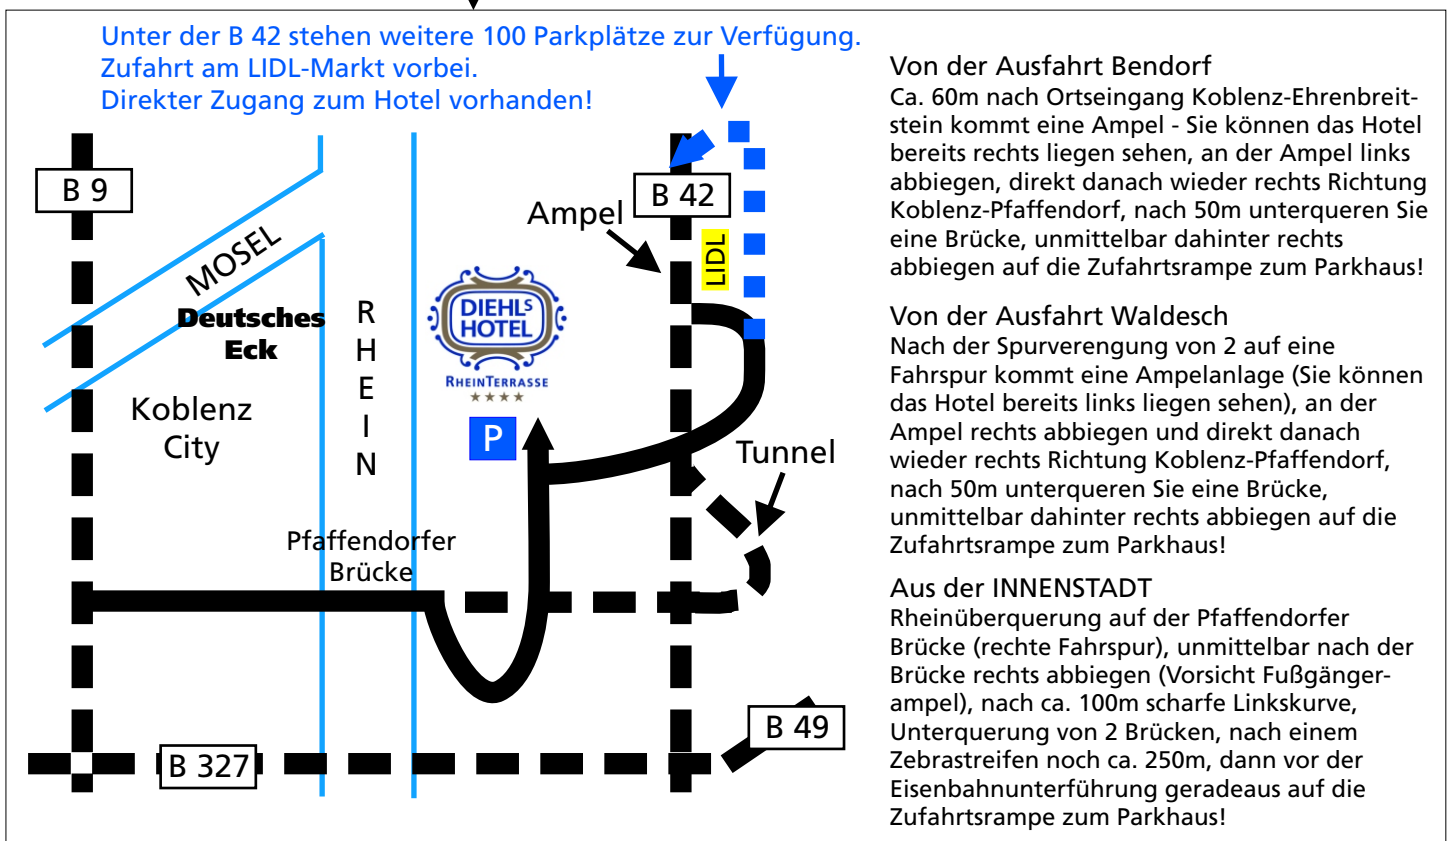 Unter der B 42 stehen weitere 100 Parkplätze zur Verfügung.
Zufahrt am LIDL-Markt vorbei.
Direkter Zugang zum Hotel vorhanden!
B 9
B 42
Ampel
LIDL
MOSEL
Deutsches
Eck
RHEIN
DIEHLS
HOTEL
RHEINTERRASSE
Koblenz
City
P
Tunnel
Pfaffendorfer
Brücke
B 49
B 327
Von der Ausfahrt Bendorf
Ca. 60m nach Ortseingang Koblenz-Ehrenbreit-
stein kommt eine Ampel - Sie können das Hotel
bereits rechts liegen sehen, an der Ampel links
abbiegen, direkt danach wieder rechts Richtung
Koblenz-Pfaffendorf, nach 50m unterqueren Sie
eine Brücke, unmittelbar dahinter rechts
abbiegen auf die Zufahrtsrampe zum Parkhaus!
Von der Ausfahrt Waldesch
Nach der Spurverengung von 2 auf eine
Fahrspur kommt eine Ampelanlage (Sie können
das Hotel bereits links liegen sehen), an der
Ampel rechts abbiegen und direkt danach
wieder rechts Richtung Koblenz-Pfaffendorf,
nach 50m unterqueren Sie eine Brücke,
unmittelbar dahinter rechts abbiegen auf die
Zufahrtsrampe zum Parkhaus!
Aus der INNENSTADT
Rheinüberquerung auf der Pfaffendorfer
Brücke (rechte Fahrspur), unmittelbar nach der
Brücke rechts abbiegen (Vorsicht Fußgänger-
ampel), nach ca. 100m scharfe Linkskurve,
Unterquerung von 2 Brücken, nach einem
Zebrastreifen noch ca. 250m, dann vor der
Eisenbahnunterführung geradeaus auf die
Zufahrtsrampe zum Parkhaus!